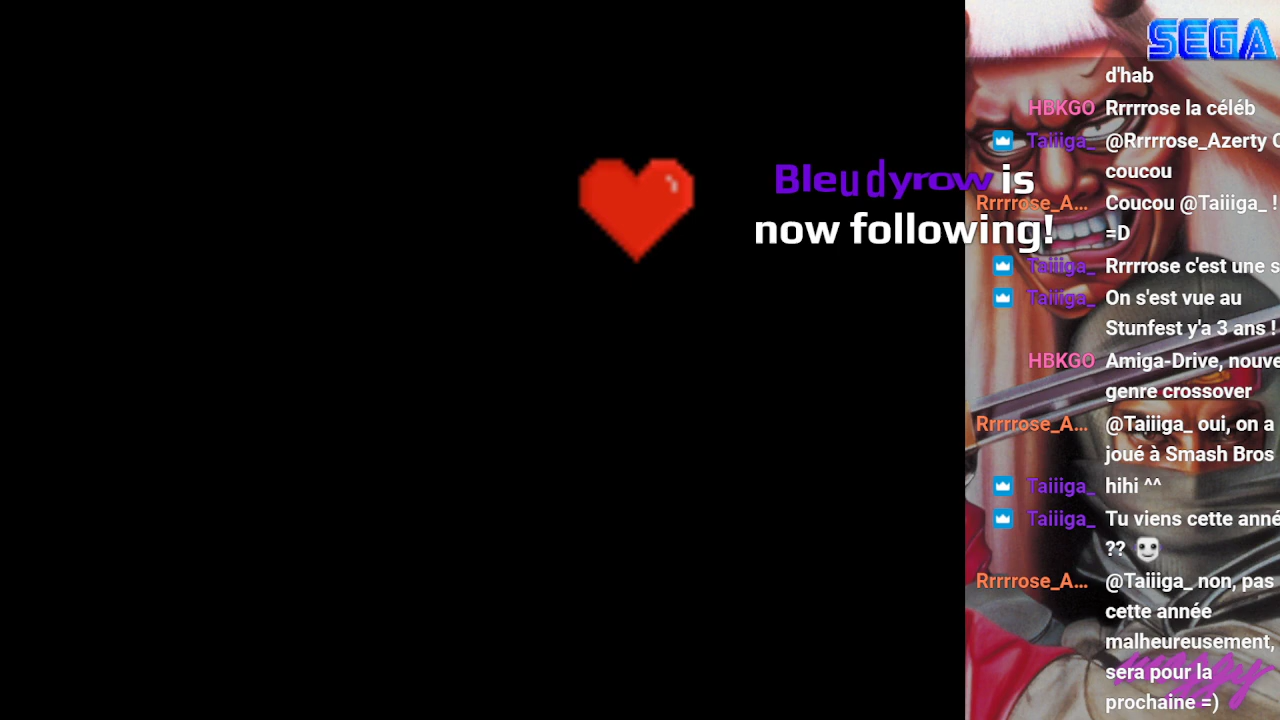 SEGA
d'hab
HBKGO Rrrrrose la céléb
Taiiiga_ @Rrrrrose_Azerty
coucou
Bleudyrow is
now following!
Rrrrrose_A... Coucou @Taiiiga_ !
=D
Taiiiga_ Rrrrrose c'est une s
Taiiiga_ On s'est vue au
Stunfest y'a 3 ans !
HBKGO Amiga-Drive, nouve
genre crossover
Rrrrrose_A... @Taiiiga_ oui, on a
joué à Smash Bros
Taiiiga_ hihi ^^
Taiiiga_ Tu viens cette anné
??
Rrrrrose_A... @Taiiiga_ non, pas
cette année
malheureusement,
sera pour la
prochaine =)